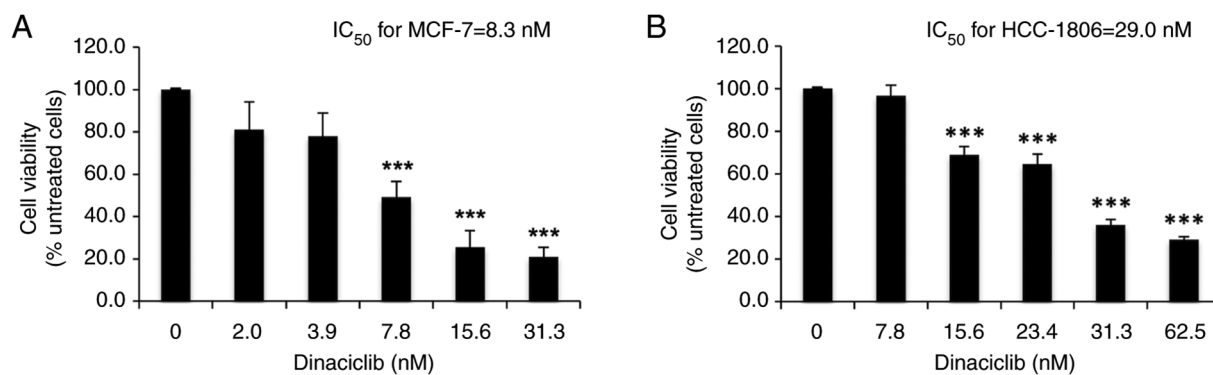 A
IC50 for MCF-7=8.3 nM
Cell viability
(% untreated cells)
120.0
100.0
80.0
60.0
40.0
20.0
0.0
***
***
***
0 2.0 3.9 7.8 15.6 31.3
Dinaciclib (nM)
B
IC50 for HCC-1806=29.0 nM
Cell viability
(% untreated cells)
120.0
100.0
80.0
60.0
40.0
20.0
0.0
***
***
***
***
0 7.8 15.6 23.4 31.3 62.5
Dinaciclib (nM)